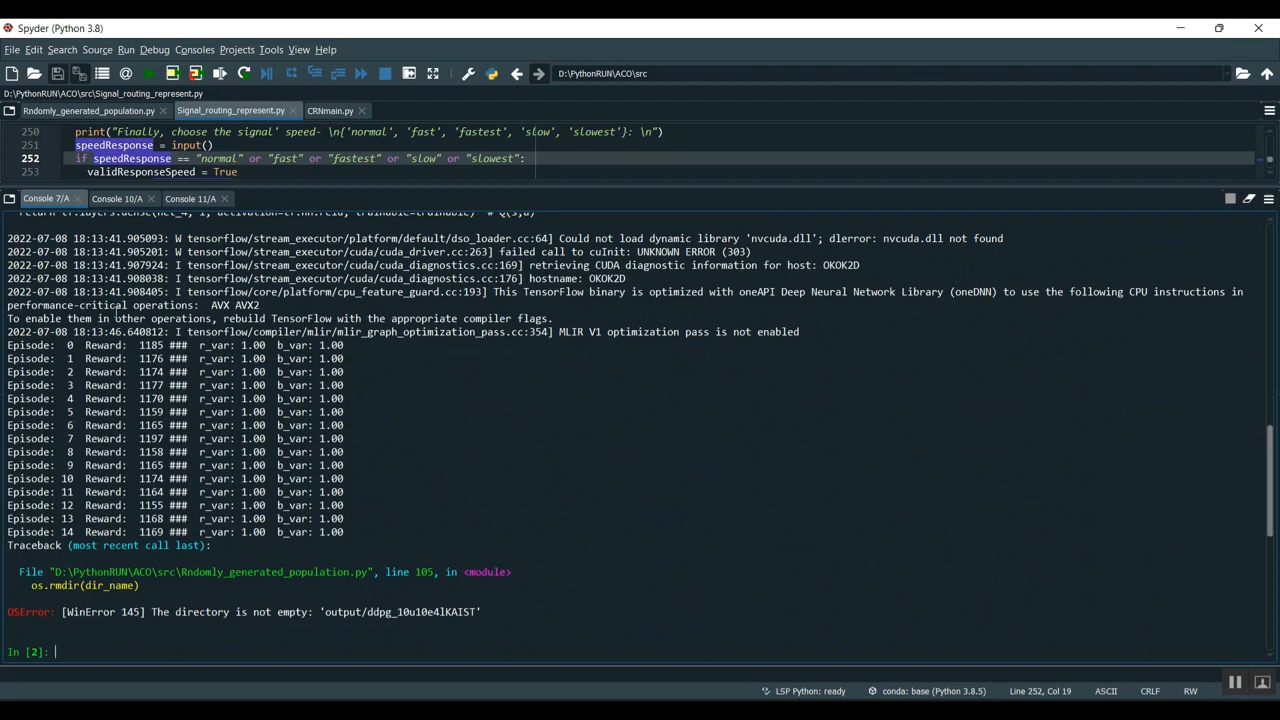 Spyder (Python 3.8)
File Edit Search Source Run Debug Consoles Projects Tools View Help
D:\PythonRUN\ACO\src
D:\PythonRUN\ACO\src\Signal_routing_represent.py
Rndomly_generated_population.py Signal_routing_represent.py CRNmain.py
250 print("Finally, choose the signal' speed- \n{'normal', 'fast', 'fastest', 'slow', 'slowest'}: \n")
251 speedResponse = input()
252 if speedResponse == "normal" or "fast" or "fastest" or "slow" or "slowest":
253 validResponseSpeed = True
Console 7/A Console 10/A Console 11/A
return tf.layers.dense(net_4, 1, activation=tf.nn.relu, trainable=trainable) # Q(s,a)
2022-07-08 18:13:41.905093: W tensorflow/stream_executor/platform/default/dso_loader.cc:64] Could not load dynamic library 'nvcuda.dll'; dlerror: nvcuda.dll not found
2022-07-08 18:13:41.905201: W tensorflow/stream_executor/cuda/cuda_driver.cc:263] failed call to cuInit: UNKNOWN ERROR (303)
2022-07-08 18:13:41.907924: I tensorflow/stream_executor/cuda/cuda_diagnostics.cc:169] retrieving CUDA diagnostic information for host: OKOK2D
2022-07-08 18:13:41.908038: I tensorflow/stream_executor/cuda/cuda_diagnostics.cc:176] hostname: OKOK2D
2022-07-08 18:13:41.908405: I tensorflow/core/platform/cpu_feature_guard.cc:193] This TensorFlow binary is optimized with oneAPI Deep Neural Network Library (oneDNN) to use the following CPU instructions in
performance-critical operations: AVX AVX2
To enable them in other operations, rebuild TensorFlow with the appropriate compiler flags.
2022-07-08 18:13:46.640812: I tensorflow/compiler/mlir/mlir_graph_optimization_pass.cc:354] MLIR V1 optimization pass is not enabled
Episode: 0 Reward: 1185 ### r_var: 1.00 b_var: 1.00
Episode: 1 Reward: 1176 ### r_var: 1.00 b_var: 1.00
Episode: 2 Reward: 1174 ### r_var: 1.00 b_var: 1.00
Episode: 3 Reward: 1177 ### r_var: 1.00 b_var: 1.00
Episode: 4 Reward: 1170 ### r_var: 1.00 b_var: 1.00
Episode: 5 Reward: 1159 ### r_var: 1.00 b_var: 1.00
Episode: 6 Reward: 1165 ### r_var: 1.00 b_var: 1.00
Episode: 7 Reward: 1197 ### r_var: 1.00 b_var: 1.00
Episode: 8 Reward: 1158 ### r_var: 1.00 b_var: 1.00
Episode: 9 Reward: 1165 ### r_var: 1.00 b_var: 1.00
Episode: 10 Reward: 1174 ### r_var: 1.00 b_var: 1.00
Episode: 11 Reward: 1164 ### r_var: 1.00 b_var: 1.00
Episode: 12 Reward: 1155 ### r_var: 1.00 b_var: 1.00
Episode: 13 Reward: 1168 ### r_var: 1.00 b_var: 1.00
Episode: 14 Reward: 1169 ### r_var: 1.00 b_var: 1.00
Traceback (most recent call last):
File "D:\PythonRUN\ACO\src\Rndomly_generated_population.py", line 105, in <module>
os.rmdir(dir_name)
OSError: [WinError 145] The directory is not empty: 'output/ddpg_10u10e4lKAIST'
In [2]:
LSP Python: ready conda: base (Python 3.8.5) Line 252, Col 19 ASCII CRLF RW